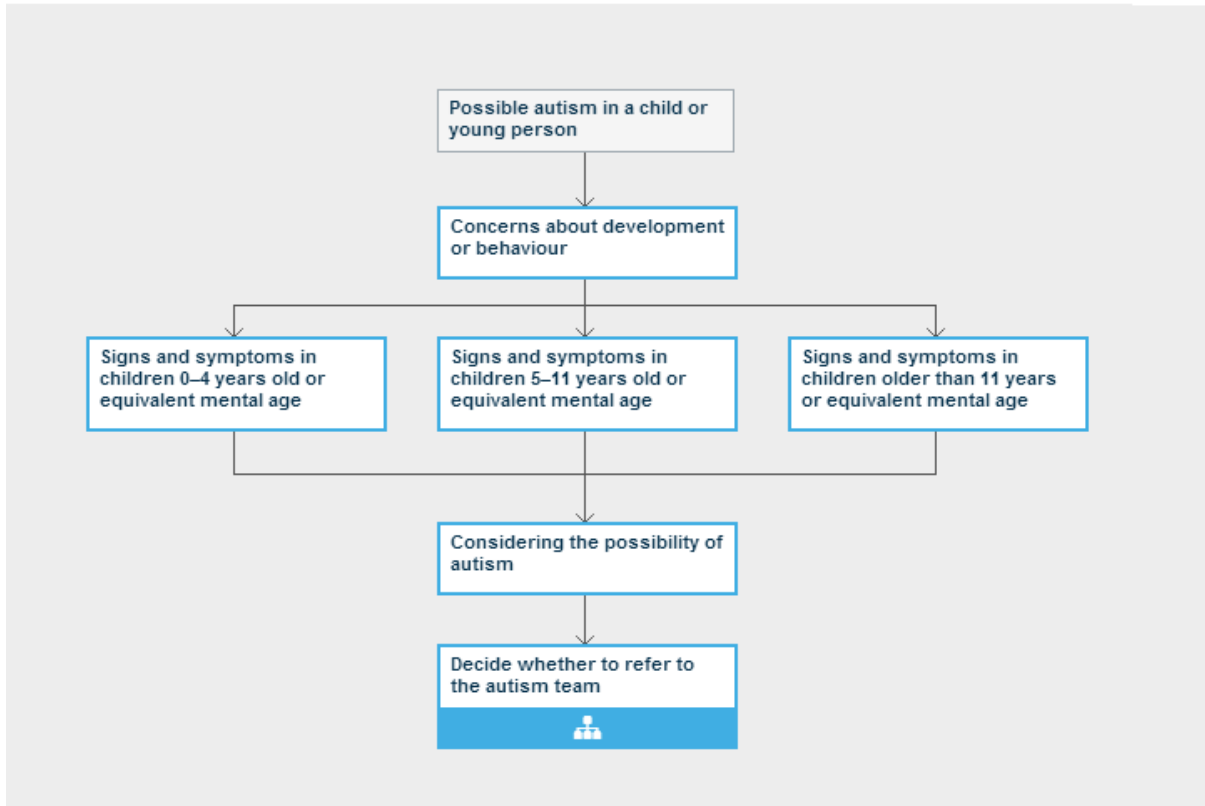 Possible autism in a child or
young person
Concerns about development
or behaviour
Signs and symptoms in
children 0–4 years old or
equivalent mental age
Signs and symptoms in
children 5–11 years old or
equivalent mental age
Signs and symptoms in
children older than 11 years
or equivalent mental age
Considering the possibility of
autism
Decide whether to refer to
the autism team